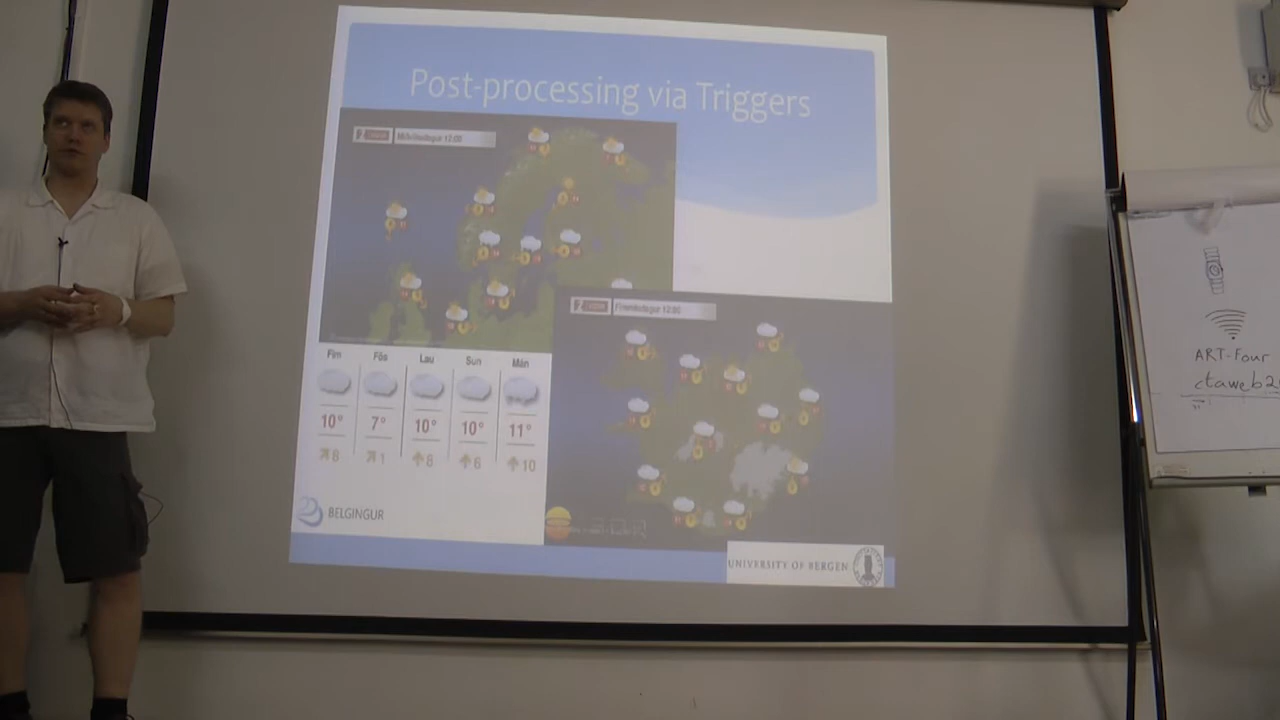 Post-processing via Triggers
Miðvikudagur 12:00
Fimmtudagur 12:00
Fim Fös Lau Sun Mán
10° 7° 10° 10° 11°
8 1 8 6 10
BELGINGUR
UNIVERSITY OF BERGEN
ART-Four
ctaweb2